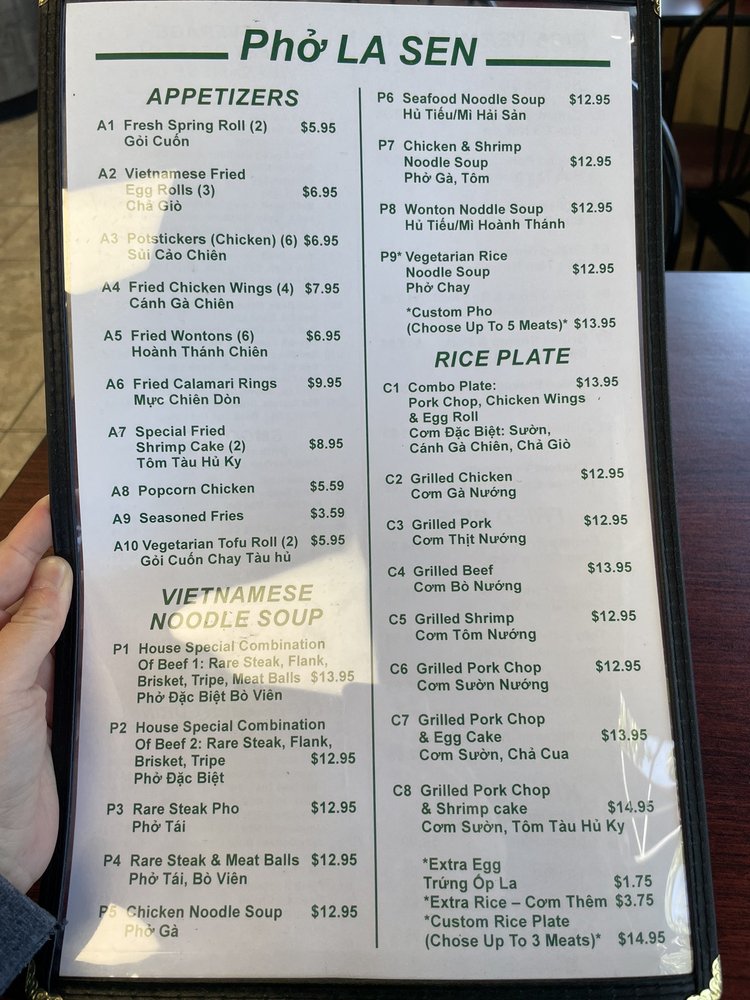 Phở LA SEN
APPETIZERS
A1 Fresh Spring Roll (2) $5.95
Gỏi Cuốn
A2 Vietnamese Fried
Egg Rolls (3) $6.95
Chả Giò
A3 Potstickers (Chicken) (6) $6.95
Sủi Cảo Chiên
A4 Fried Chicken Wings (4) $7.95
Cánh Gà Chiên
A5 Fried Wontons (6) $6.95
Hoành Thánh Chiên
A6 Fried Calamari Rings $9.95
Mực Chiên Dòn
A7 Special Fried
Shrimp Cake (2) $8.95
Tôm Tàu Hủ Ky
A8 Popcorn Chicken $5.59
A9 Seasoned Fries $3.59
A10 Vegetarian Tofu Roll (2) $5.95
Gỏi Cuốn Chay Tàu hủ
VIETNAMESE
NOODLE SOUP
P1 House Special Combination
Of Beef 1: Rare Steak, Flank,
Brisket, Tripe, Meat Balls $13.95
Phở Đặc Biệt Bò Viên
P2 House Special Combination
Of Beef 2: Rare Steak, Flank,
Brisket, Tripe $12.95
Phở Đặc Biệt
P3 Rare Steak Pho $12.95
Phở Tái
P4 Rare Steak & Meat Balls $12.95
Phở Tái, Bò Viên
P5 Chicken Noodle Soup $12.95
Phở Gà
P6 Seafood Noodle Soup $12.95
Hủ Tiếu/Mì Hải Sản
P7 Chicken & Shrimp
Noodle Soup $12.95
Phở Gà, Tôm
P8 Wonton Noddle Soup $12.95
Hủ Tiếu/Mì Hoành Thánh
P9* Vegetarian Rice
Noodle Soup $12.95
Phở Chay
*Custom Pho
(Choose Up To 5 Meats)* $13.95
RICE PLATE
C1 Combo Plate: $13.95
Pork Chop, Chicken Wings
& Egg Roll
Cơm Đặc Biệt: Sườn,
Cánh Gà Chiên, Chả Giò
C2 Grilled Chicken $12.95
Cơm Gà Nướng
C3 Grilled Pork $12.95
Cơm Thịt Nướng
C4 Grilled Beef $13.95
Cơm Bò Nướng
C5 Grilled Shrimp $12.95
Cơm Tôm Nướng
C6 Grilled Pork Chop $12.95
Cơm Sườn Nướng
C7 Grilled Pork Chop
& Egg Cake $13.95
Cơm Sườn, Chả Cua
C8 Grilled Pork Chop
& Shrimp cake $14.95
Cơm Sườn, Tôm Tàu Hủ Ky
*Extra Egg
Trứng Ốp La $1.75
*Extra Rice – Cơm Thêm $3.75
*Custom Rice Plate
(Chose Up To 3 Meats)* $14.95